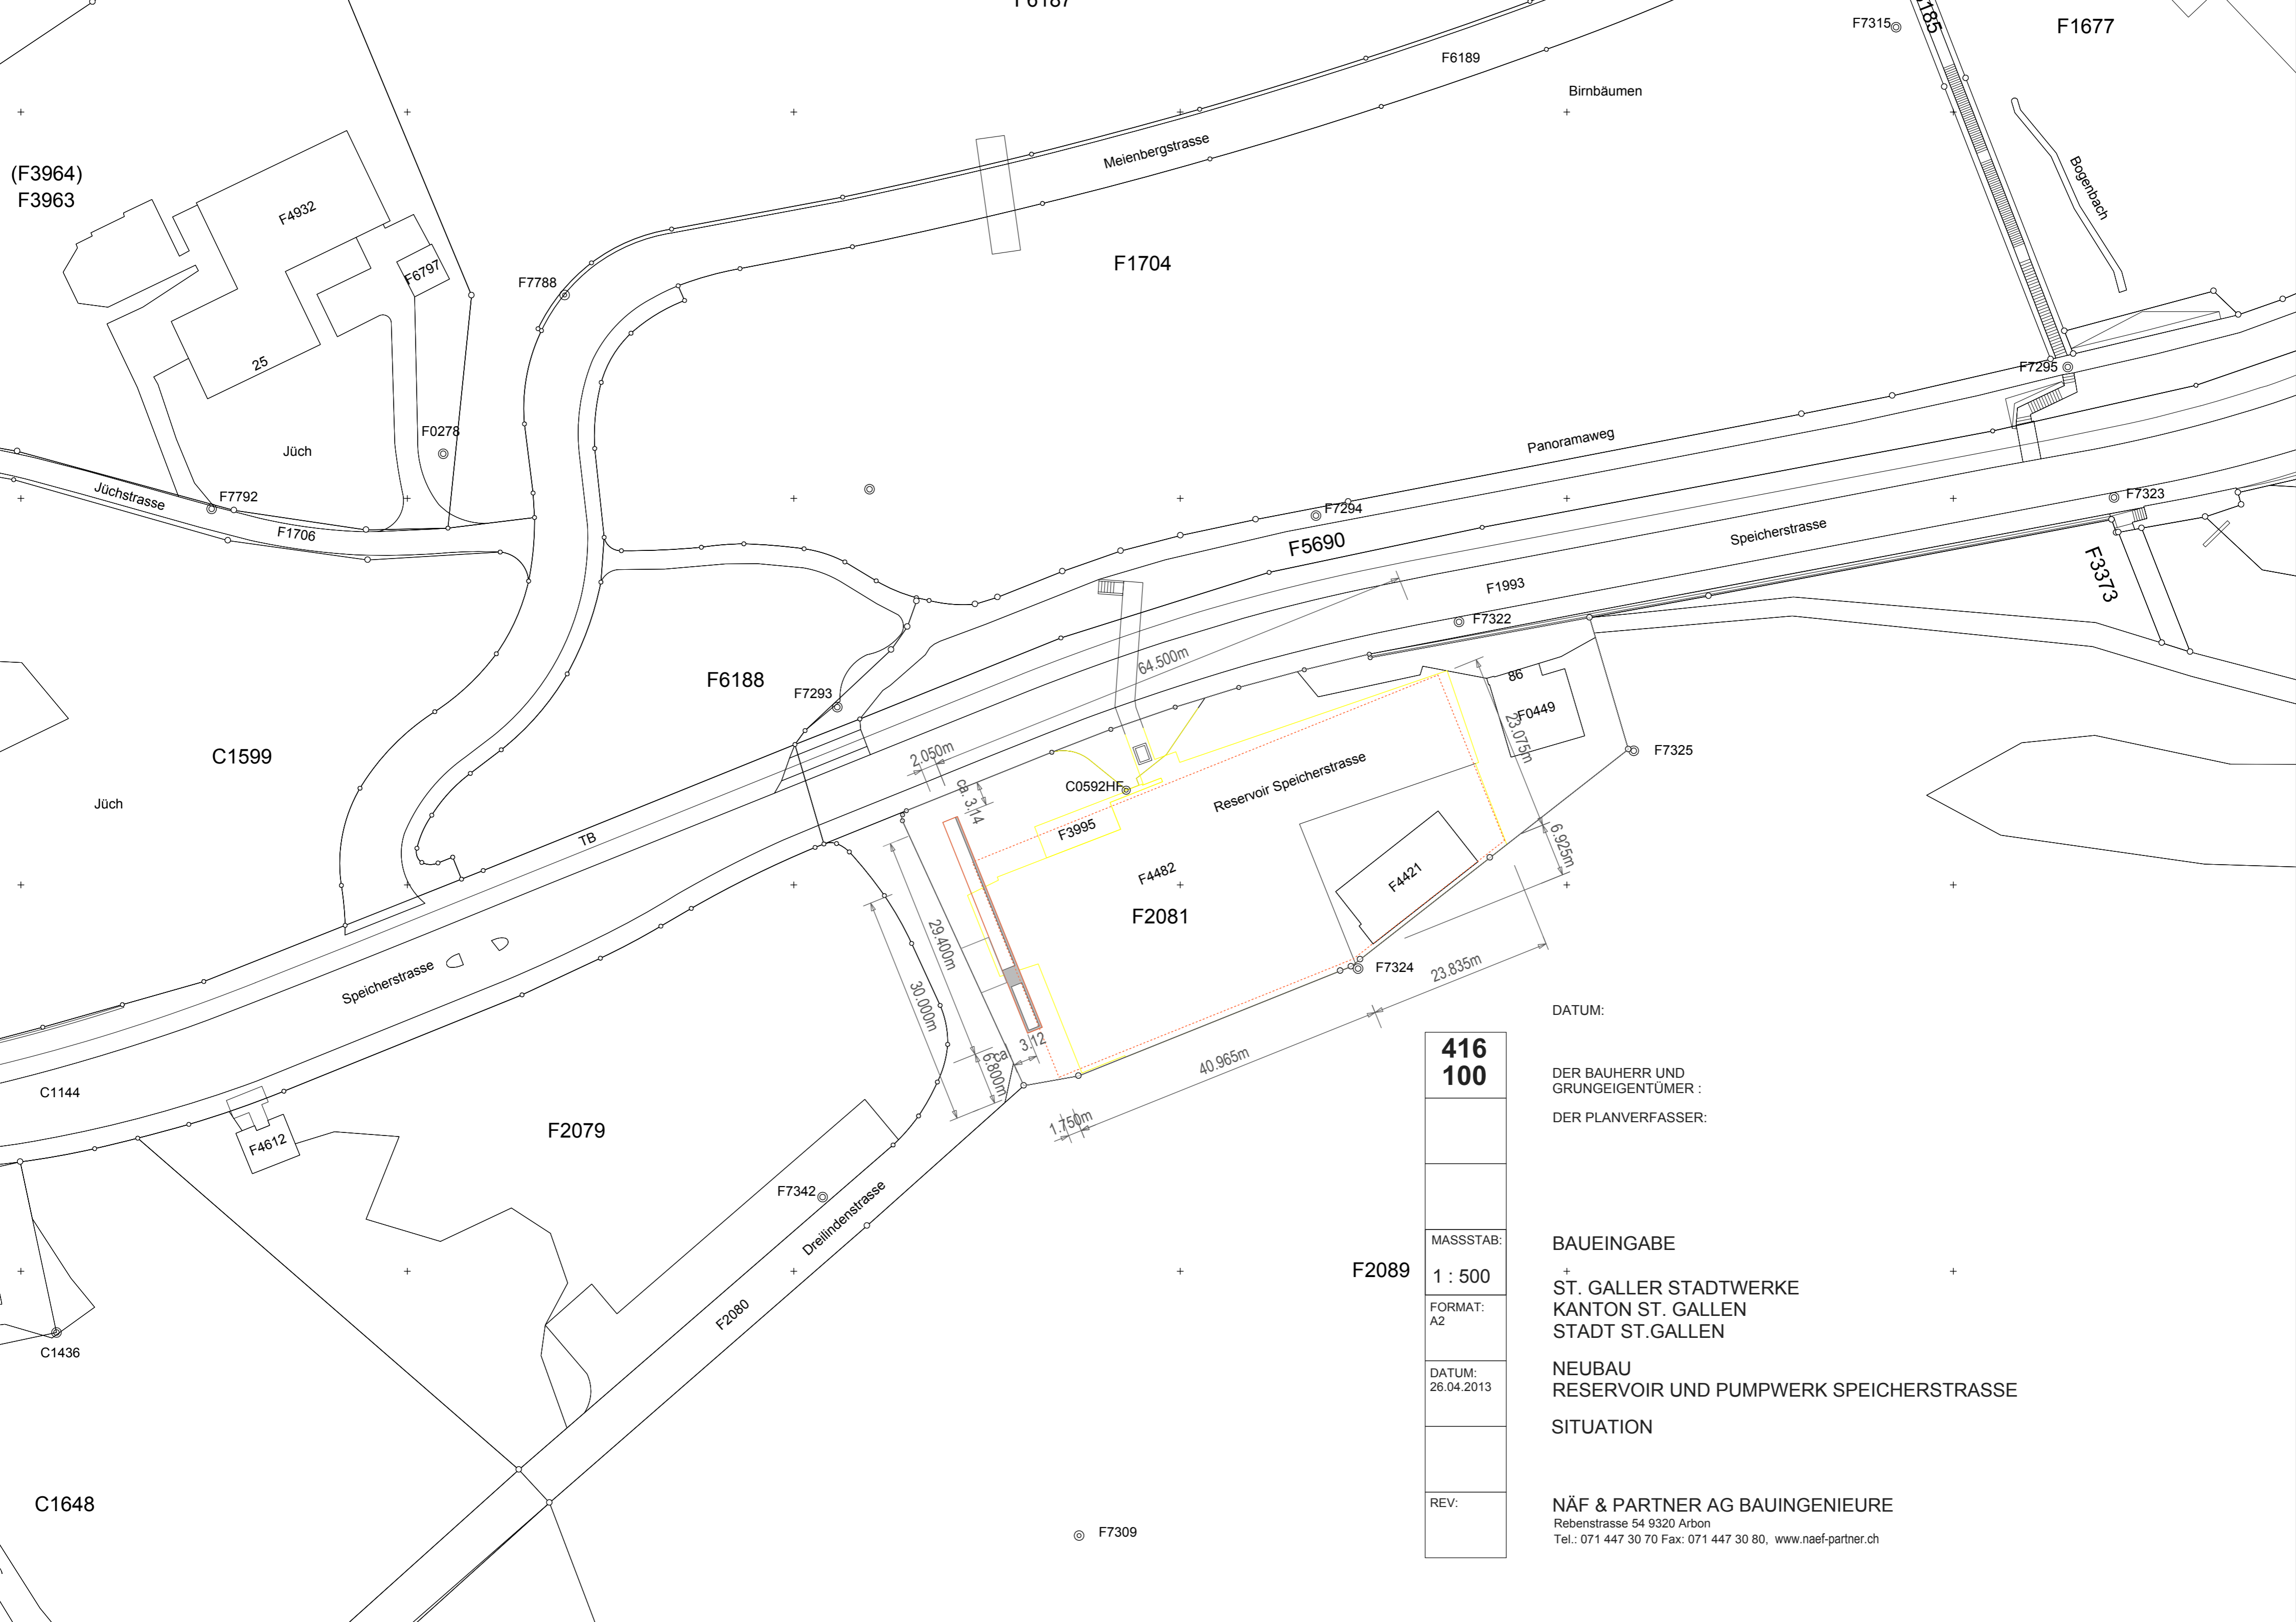 F6187
F7315
1185
F1677
F6189
Birnbäumen
Meienbergstrasse
(F3964)
F3963
F4932
Bogenbach
F6797
F7788
F1704
25
F7295
F0278
Jüch
Panoramaweg
Jüchstrasse
F7792
F1706
F7294
F7323
F5690
Speicherstrasse
F1993
F3373
F7322
64.500m
F6188
F7293
86
F0449
23.075m
F7325
C1599
2.050m
ca. 3.14
C0592HF
Reservoir Speicherstrasse
Jüch
TB
F3995
6.925m
F4482
F4421
F2081
29.400m
30.000m
F7324
23.835m
Speicherstrasse
ca 3.12
6.800m
40.965m
1.750m
C1144
F4612
F2079
F7342
Dreilindenstrasse
F2080
F2089
C1436
C1648
F7309
DATUM:
416
100
DER BAUHERR UND
GRUNGEIGENTÜMER :
DER PLANVERFASSER:
MASSSTAB:
1 : 500
BAUEINGABE
ST. GALLER STADTWERKE
KANTON ST. GALLEN
STADT ST.GALLEN
FORMAT:
A2
DATUM:
26.04.2013
NEUBAU
RESERVOIR UND PUMPWERK SPEICHERSTRASSE
SITUATION
REV:
NÄF & PARTNER AG BAUINGENIEURE
Rebenstrasse 54 9320 Arbon
Tel.: 071 447 30 70 Fax: 071 447 30 80, www.naef-partner.ch